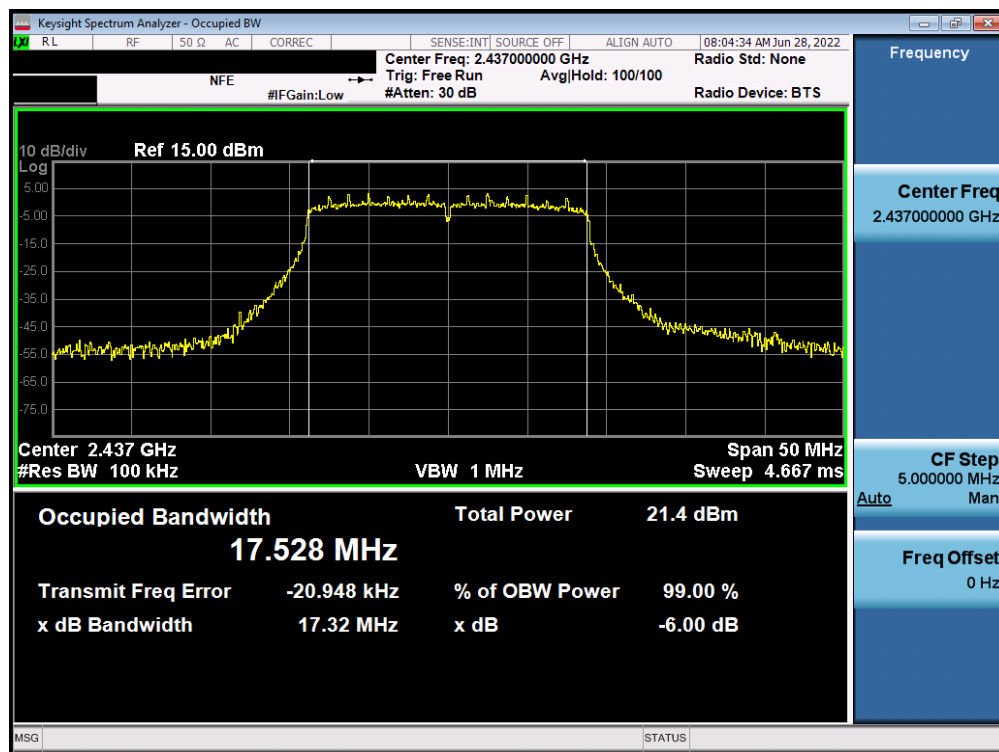 Keysight Spectrum Analyzer - Occupied BW
LXI RL RF 50 Ω AC CORREC SENSE:INT SOURCE OFF ALIGN AUTO 08:04:34 AM Jun 28, 2022
Center Freq: 2.437000000 GHz Radio Std: None
NFE Trig: Free Run Avg|Hold: 100/100
#IFGain:Low #Atten: 30 dB Radio Device: BTS
10 dB/div Ref 15.00 dBm
Log
5.00
-5.00
-15.0
-25.0
-35.0
-45.0
-55.0
-65.0
-75.0
Center 2.437 GHz Span 50 MHz
#Res BW 100 kHz VBW 1 MHz Sweep 4.667 ms
Occupied Bandwidth Total Power 21.4 dBm
17.528 MHz
Transmit Freq Error -20.948 kHz % of OBW Power 99.00 %
x dB Bandwidth 17.32 MHz x dB -6.00 dB
Frequency
Center Freq
2.437000000 GHz
CF Step
5.000000 MHz
Auto Man
Freq Offset
0 Hz
MSG STATUS